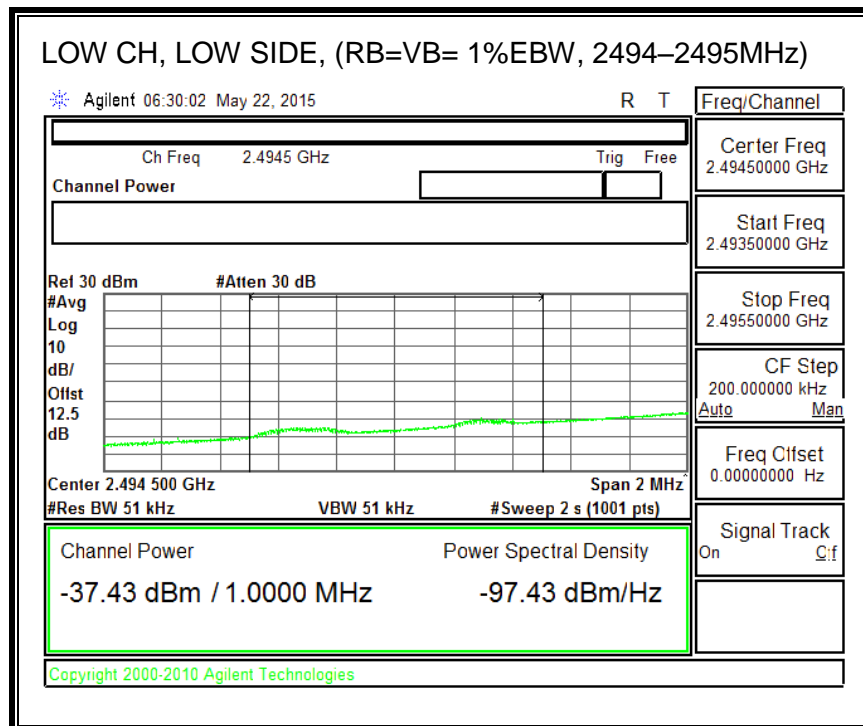 LOW CH, LOW SIDE, (RB=VB= 1%EBW, 2494–2495MHz)
Agilent 06:30:02 May 22, 2015 R T
Ch Freq 2.4945 GHz Trig Free
Channel Power
Ref 30 dBm #Atten 30 dB
#Avg
Log
10
dB/
Offst
12.5
dB
Center 2.494 500 GHz Span 2 MHz
#Res BW 51 kHz VBW 51 kHz #Sweep 2 s (1001 pts)
Channel Power Power Spectral Density
-37.43 dBm / 1.0000 MHz -97.43 dBm/Hz
Copyright 2000-2010 Agilent Technologies
Freq/Channel
Center Freq
2.49450000 GHz
Start Freq
2.49350000 GHz
Stop Freq
2.49550000 GHz
CF Step
200.000000 kHz
Auto Man
Freq Offset
0.00000000 Hz
Signal Track
On Off